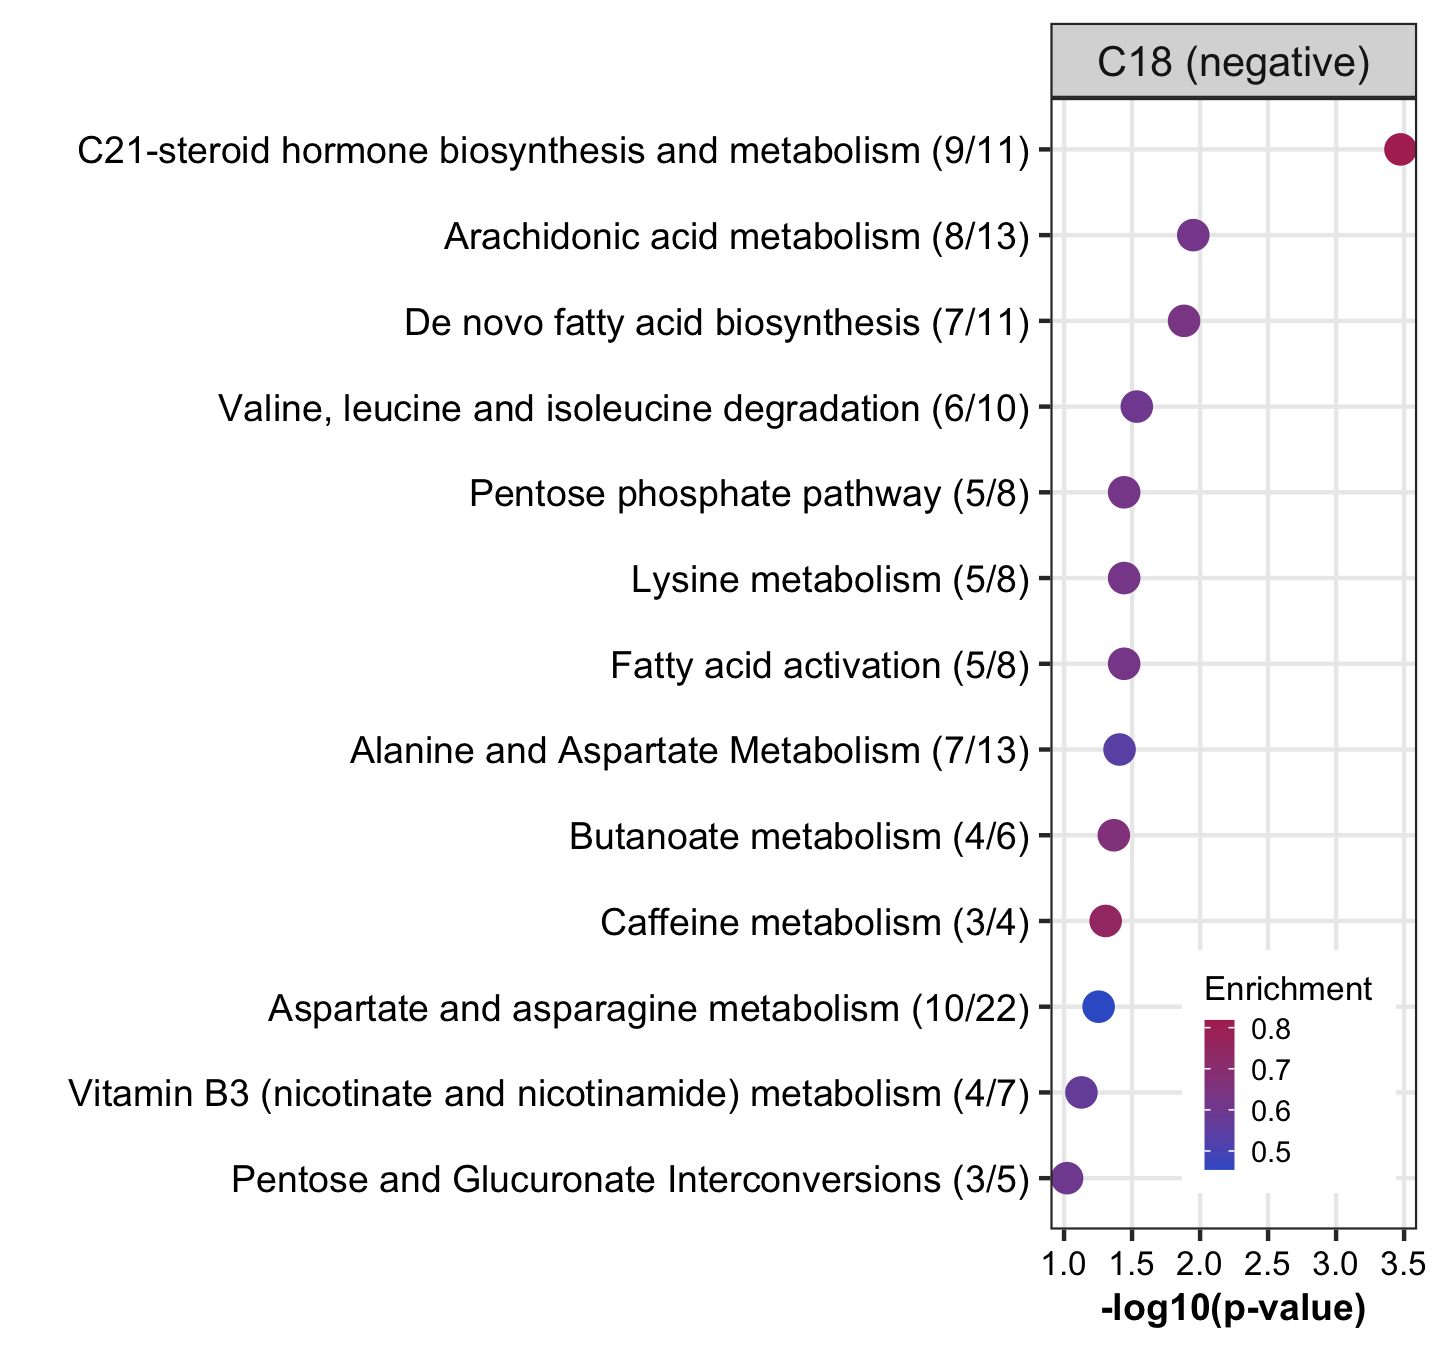 C18 (negative)
C21-steroid hormone biosynthesis and metabolism (9/11)
Arachidonic acid metabolism (8/13)
De novo fatty acid biosynthesis (7/11)
Valine, leucine and isoleucine degradation (6/10)
Pentose phosphate pathway (5/8)
Lysine metabolism (5/8)
Fatty acid activation (5/8)
Alanine and Aspartate Metabolism (7/13)
Butanoate metabolism (4/6)
Caffeine metabolism (3/4)
Aspartate and asparagine metabolism (10/22)
Vitamin B3 (nicotinate and nicotinamide) metabolism (4/7)
Pentose and Glucuronate Interconversions (3/5)
Enrichment
0.8
0.7
0.6
0.5
1.0 1.5 2.0 2.5 3.0 3.5
-log10(p-value)